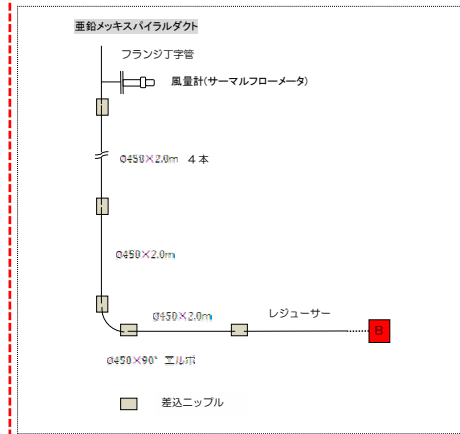 亜鉛メッキスパイラルダクト
フランジ丁字管
風量計(サーマルフローメータ)
Ø450×2.0m 4本
Ø450×2.0m
Ø450×2.0m
レジューサー
B
Ø450×90° エルボ
差込ニップル